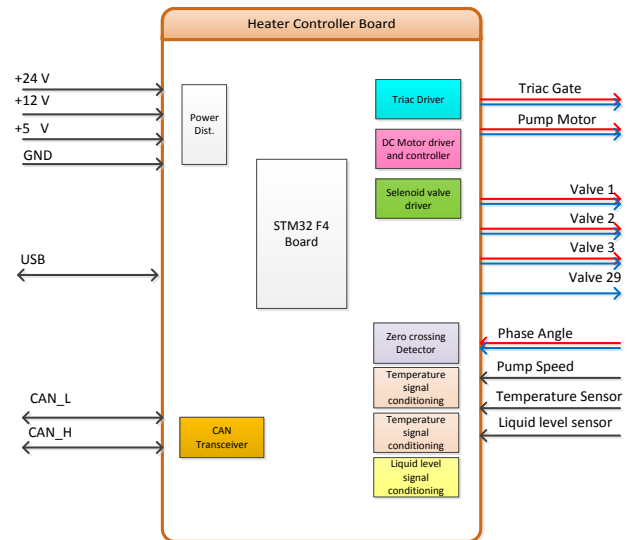 Heater Controller Board
+24 V
+12 V
+5 V
GND
USB
CAN_L
CAN_H
Power
Dist.
STM32 F4
Board
CAN
Transceiver
Triac Driver
DC Motor driver
and controller
Selenoid valve
driver
Zero crossing
Detector
Temperature
signal
conditioning
Temperature
signal
conditioning
Liquid level
signal
conditioning
Triac Gate
Pump Motor
Valve 1
Valve 2
Valve 3
Valve 29
Phase Angle
Pump Speed
Temperature Sensor
Liquid level sensor